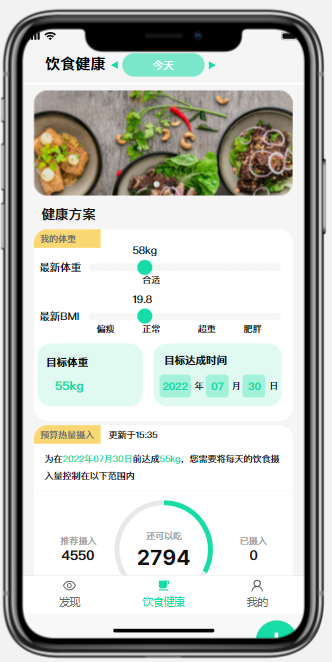 饮食健康
今天
健康方案
我的体重
58kg
最新体重
合适
19.8
最新BMI
偏瘦 正常 超重 肥胖
目标体重
55kg
目标达成时间
2022 年 07 月 30 日
预算热量摄入 更新于15:35
为在2022年07月30日前达成55kg，您需要将每天的饮食摄
入量控制在以下范围内
推荐摄入 还可以吃 已摄入
4550 2794 0
发现 饮食健康 我的